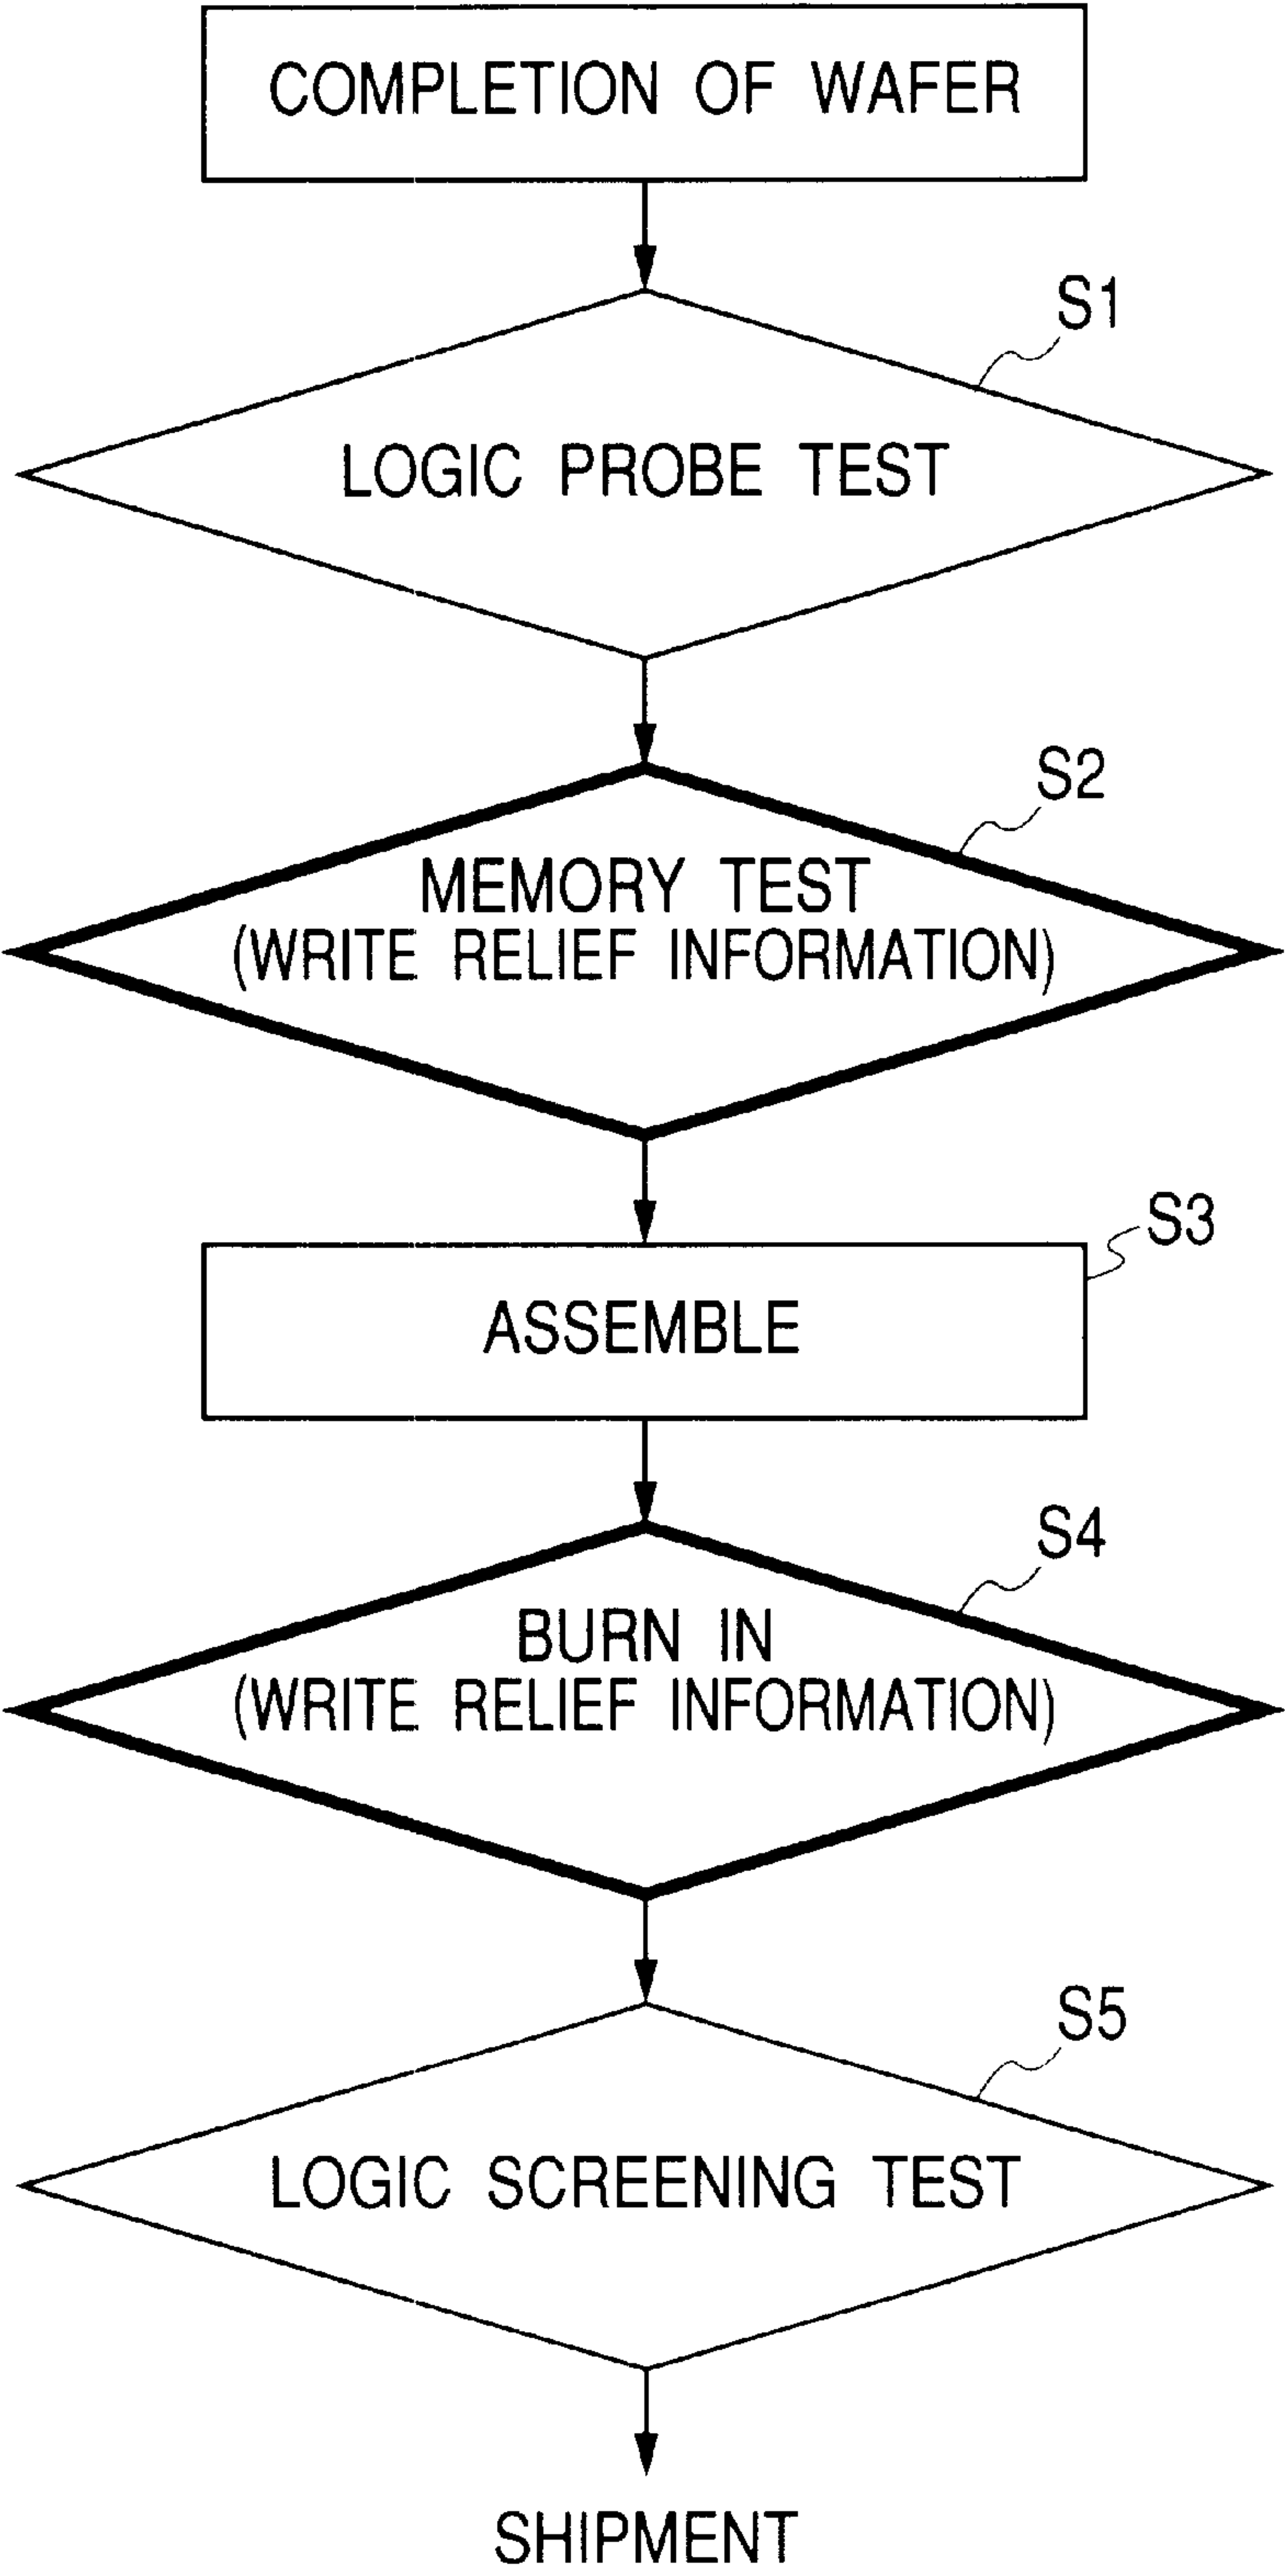 COMPLETION OF WAFER
S1
LOGIC PROBE TEST
S2
MEMORY TEST
(WRITE RELIEF INFORMATION)
S3
ASSEMBLE
S4
BURN IN
(WRITE RELIEF INFORMATION)
S5
LOGIC SCREENING TEST
SHIPMENT